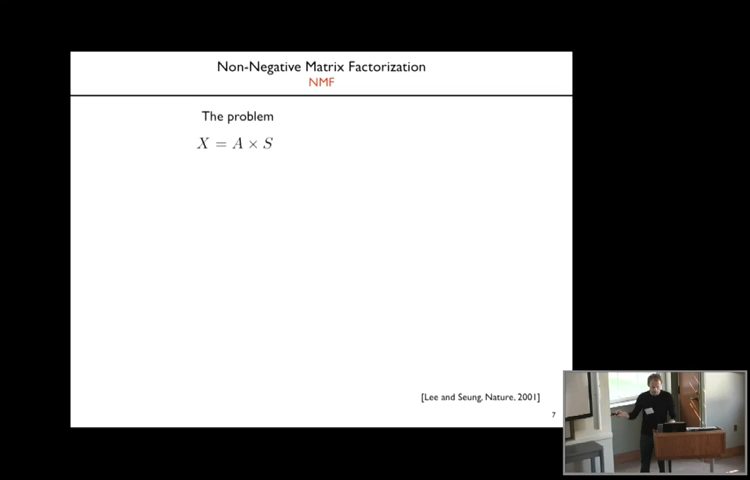 Non-Negative Matrix Factorization
NMF
The problem
X = A × S
[Lee and Seung, Nature, 2001]
7